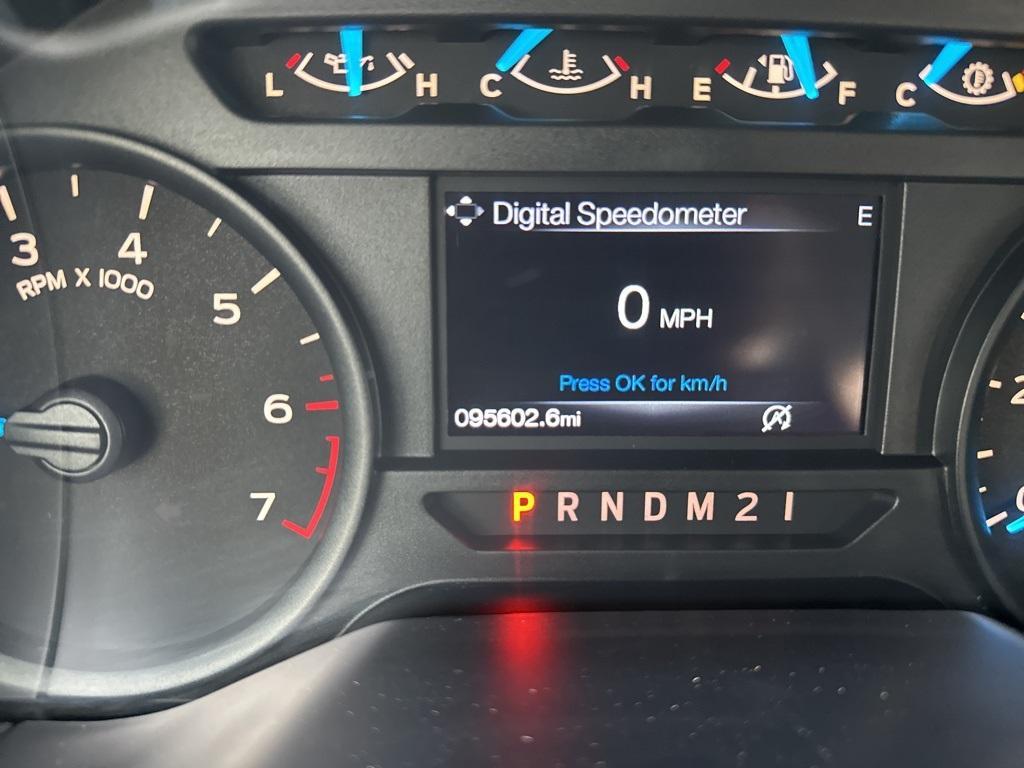 L H C H E F C
3
4
5
6
7
RPM X 1000
Digital Speedometer E
0 MPH
Press OK for km/h
095602.6mi
P R N D M 2 1